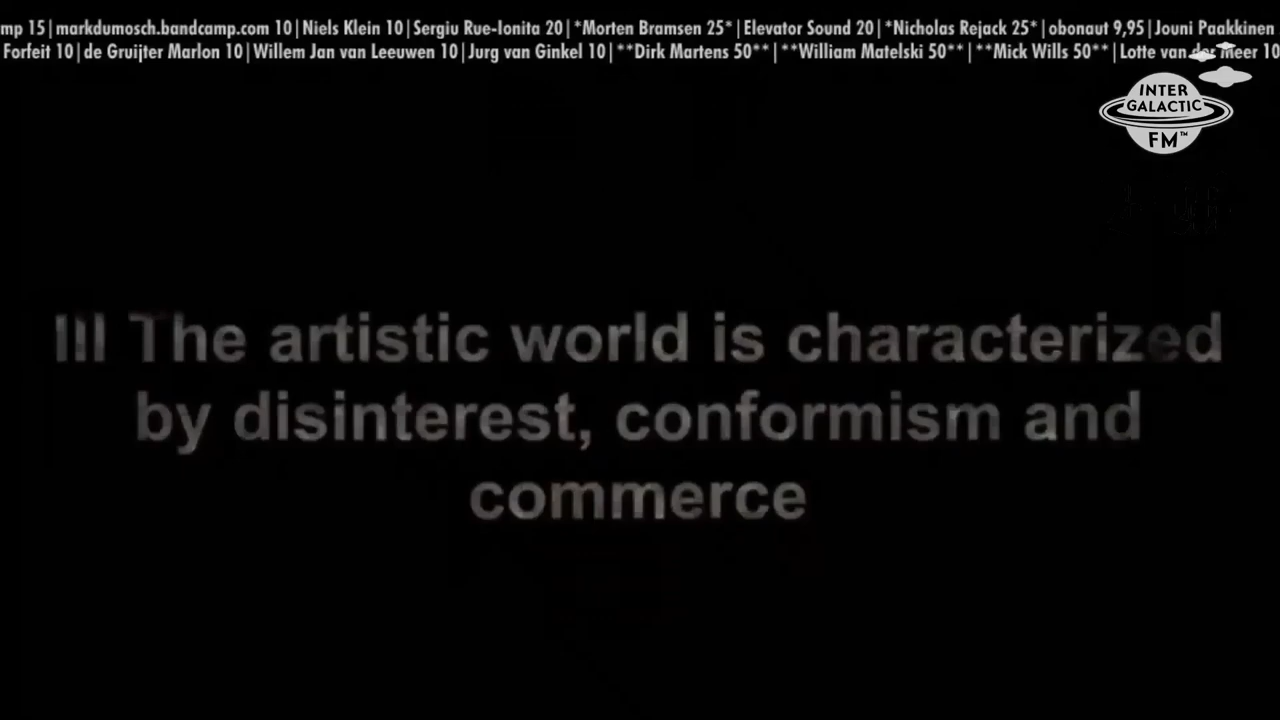 mp 15|markdumosch.bandcamp.com 10|Niels Klein 10|Sergiu Rue-Ionita 20|*Morten Bramsen 25*|Elevator Sound 20|*Nicholas Rejack 25*|obonaut 9,95|Jouni Paakkinen
Forfeit 10|de Gruijter Marlon 10|Willem Jan van Leeuwen 10|Jurg van Ginkel 10|**Dirk Martens 50**|**William Matelski 50**|**Mick Wills 50**|Lotte van der Meer 10
INTER
GALACTIC
FM™
III The artistic world is characterized
by disinterest, conformism and
commerce